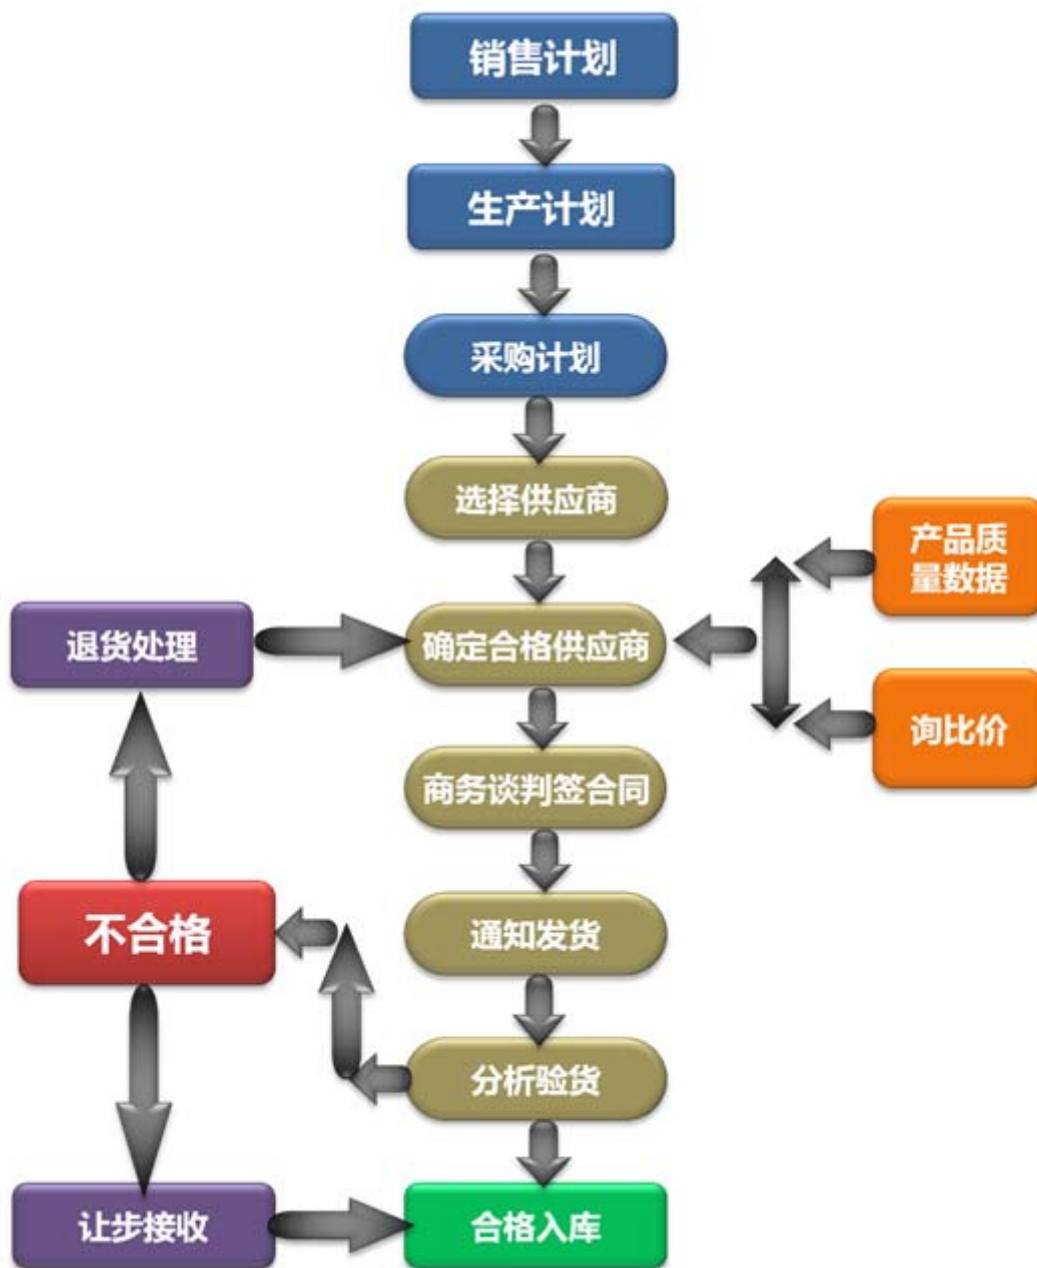 销售计划
生产计划
采购计划
选择供应商
产品质
量数据
退货处理
确定合格供应商
询比价
商务谈判签合同
不合格
通知发货
分析验货
让步接收
合格入库